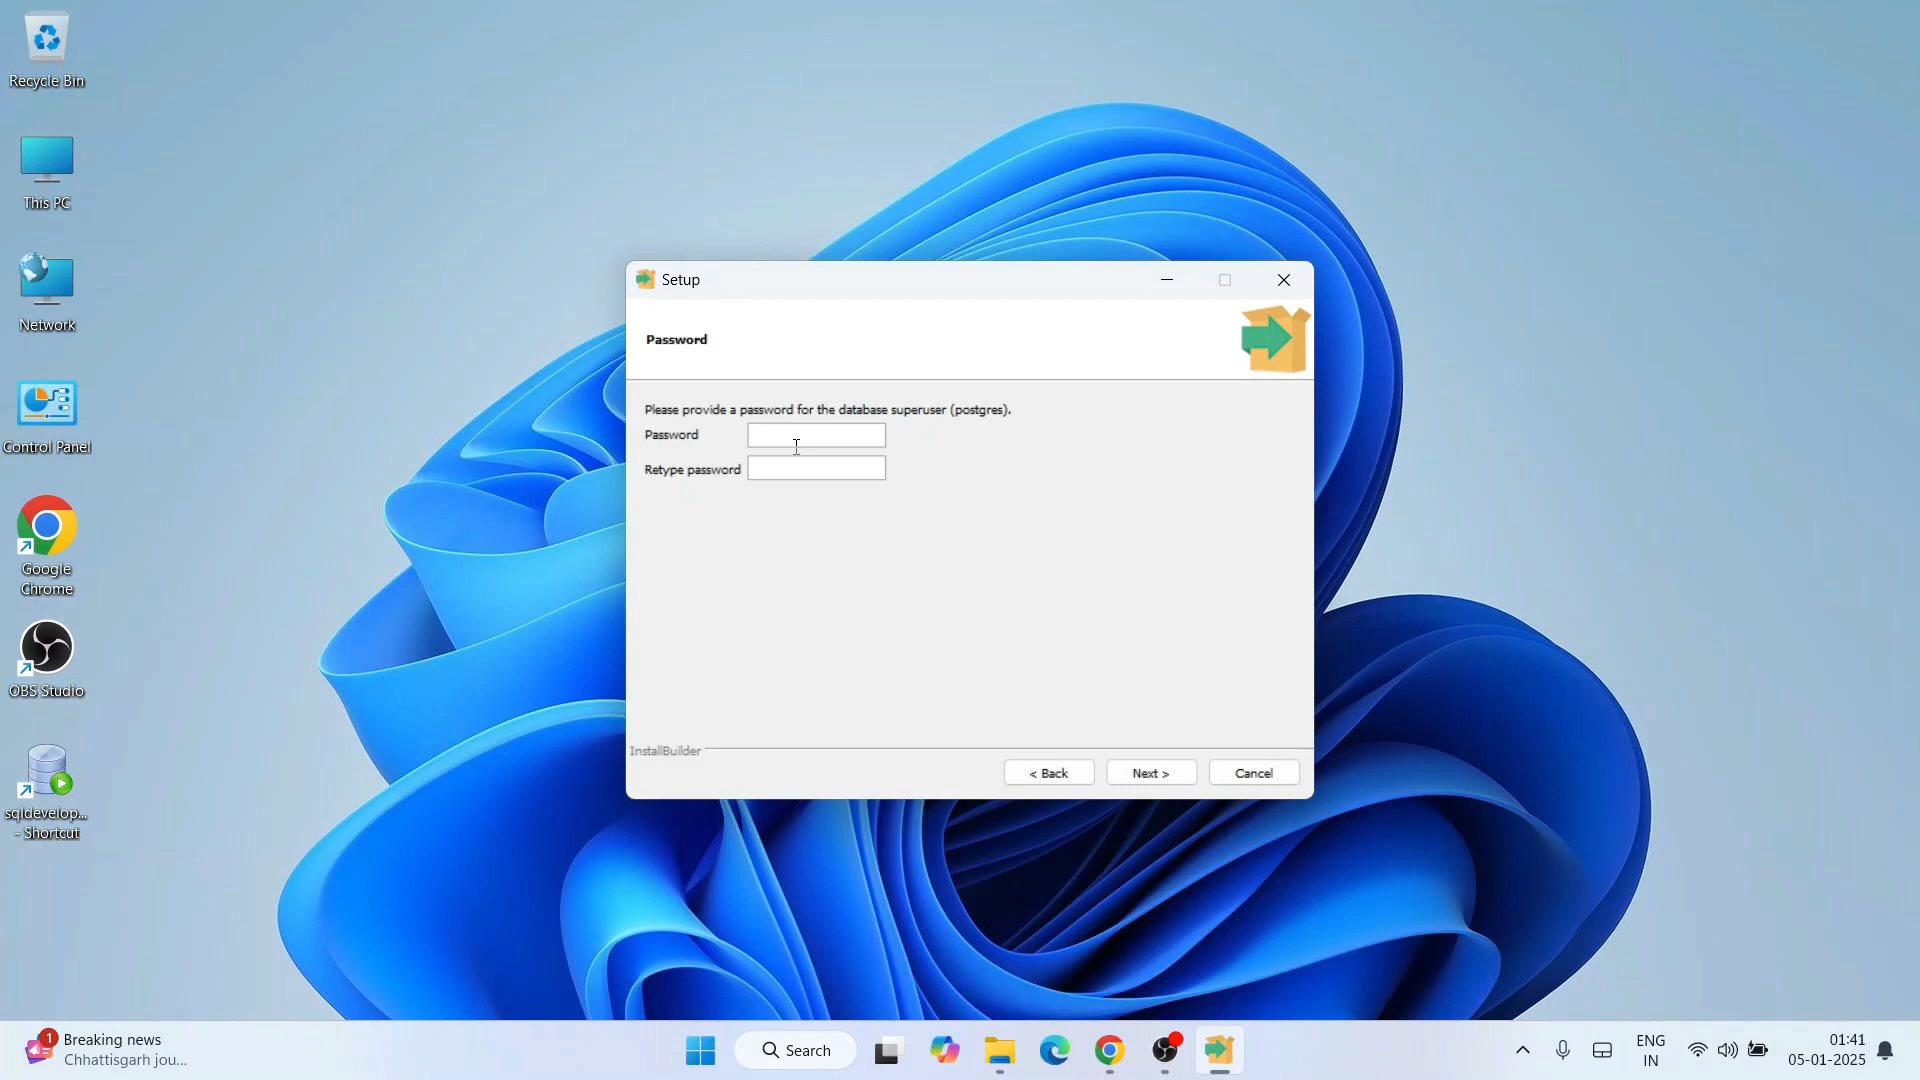 Recycle Bin
This PC
Network
Control Panel
Google
Chrome
OBS Studio
sqldevelop...
- Shortcut
Setup
Password
Please provide a password for the database superuser (postgres).
Password
Retype password
InstallBuilder
< Back
Next >
Cancel
1
Breaking news
Chhattisgarh jou...
Search
ENG
IN
01:41
05-01-2025